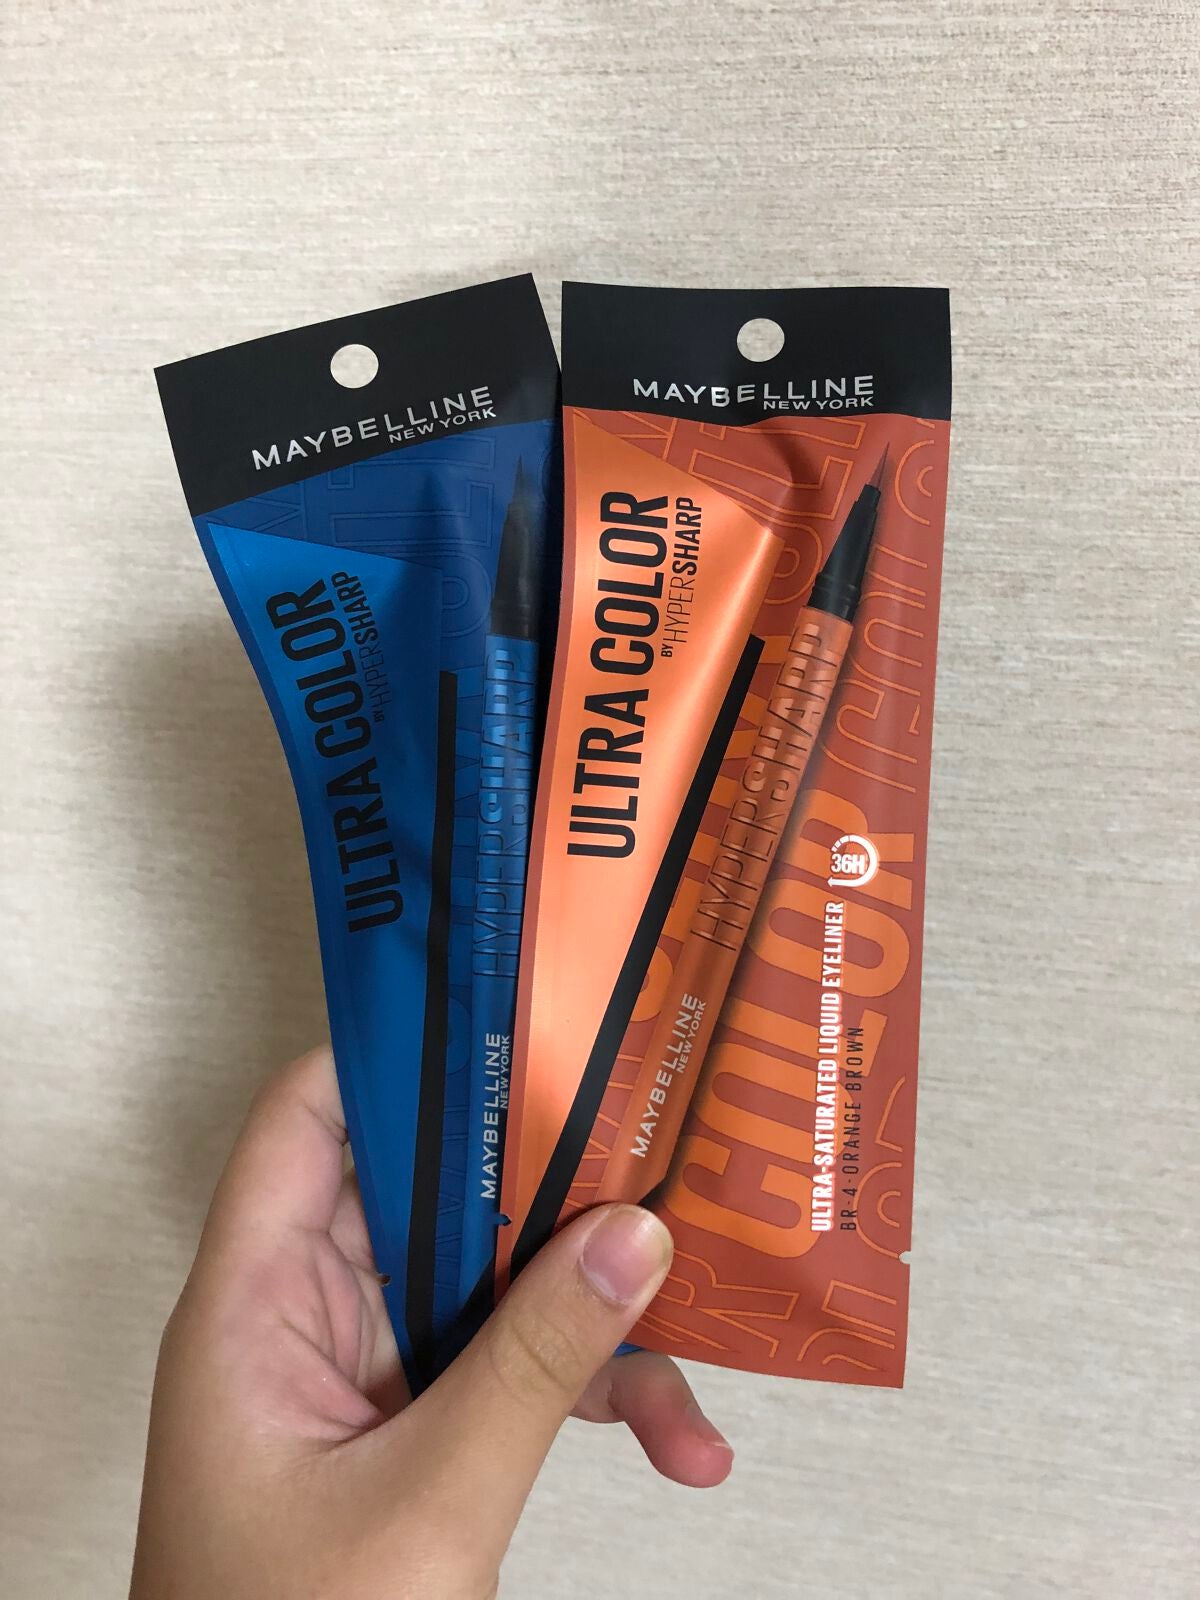 MAYBELLINE
NEW YORK
ULTRA COLOR
BY HYPERSHARP
HYPERSHARP
MAYBELLINE
NEW YORK
MAYBELLINE
NEW YORK
ULTRA COLOR
BY HYPERSHARP
HYPERSHARP
MAYBELLINE
NEW YORK
COLOR
36H
ULTRA-SATURATED LIQUID EYELINER
BR-4-ORANGE BROWN